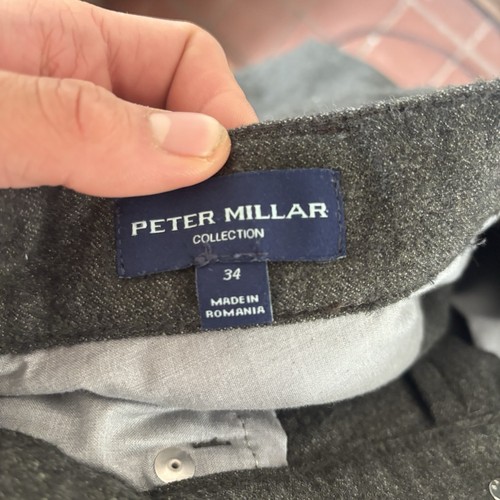 PETER MILLAR
COLLECTION
34
MADE IN
ROMANIA